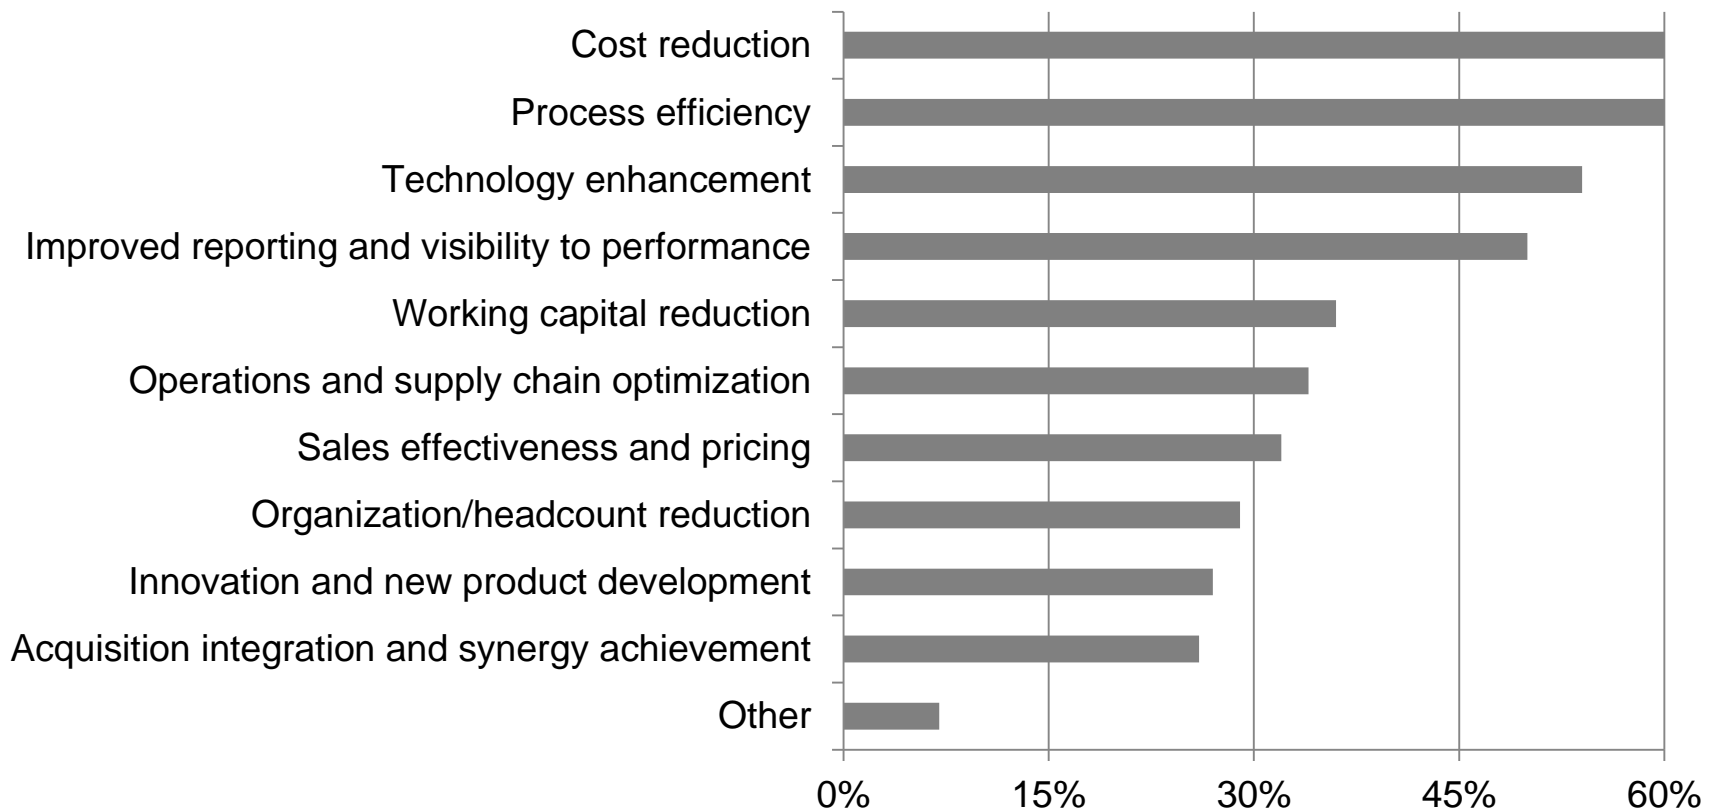 Cost reduction
Process efficiency
Technology enhancement
Improved reporting and visibility to performance
Working capital reduction
Operations and supply chain optimization
Sales effectiveness and pricing
Organization/headcount reduction
Innovation and new product development
Acquisition integration and synergy achievement
Other
0% 15% 30% 45% 60%